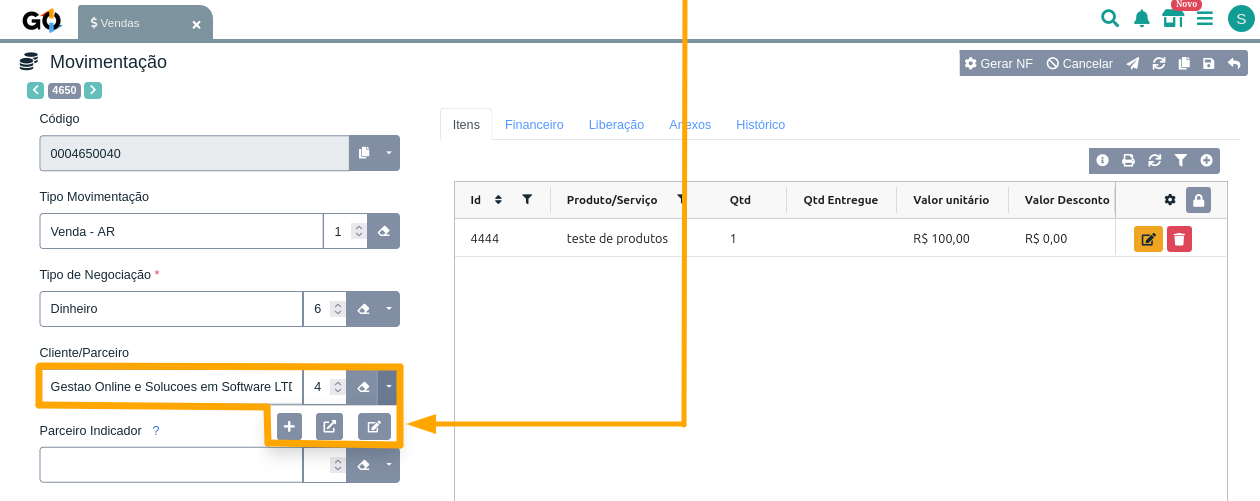 GO
$ Vendas
Novo
S
Movimentação
Gerar NF
Cancelar
4650
Código
0004650040
Tipo Movimentação
Venda - AR
1
Tipo de Negociação *
Dinheiro
6
Cliente/Parceiro
Gestao Online e Solucoes em Software LTD
4
Parceiro Indicador ?
Itens
Financeiro
Liberação
Anexos
Histórico
Id
Produto/Serviço
Qtd
Qtd Entregue
Valor unitário
Valor Desconto
4444
teste de produtos
1
R$ 100,00
R$ 0,00